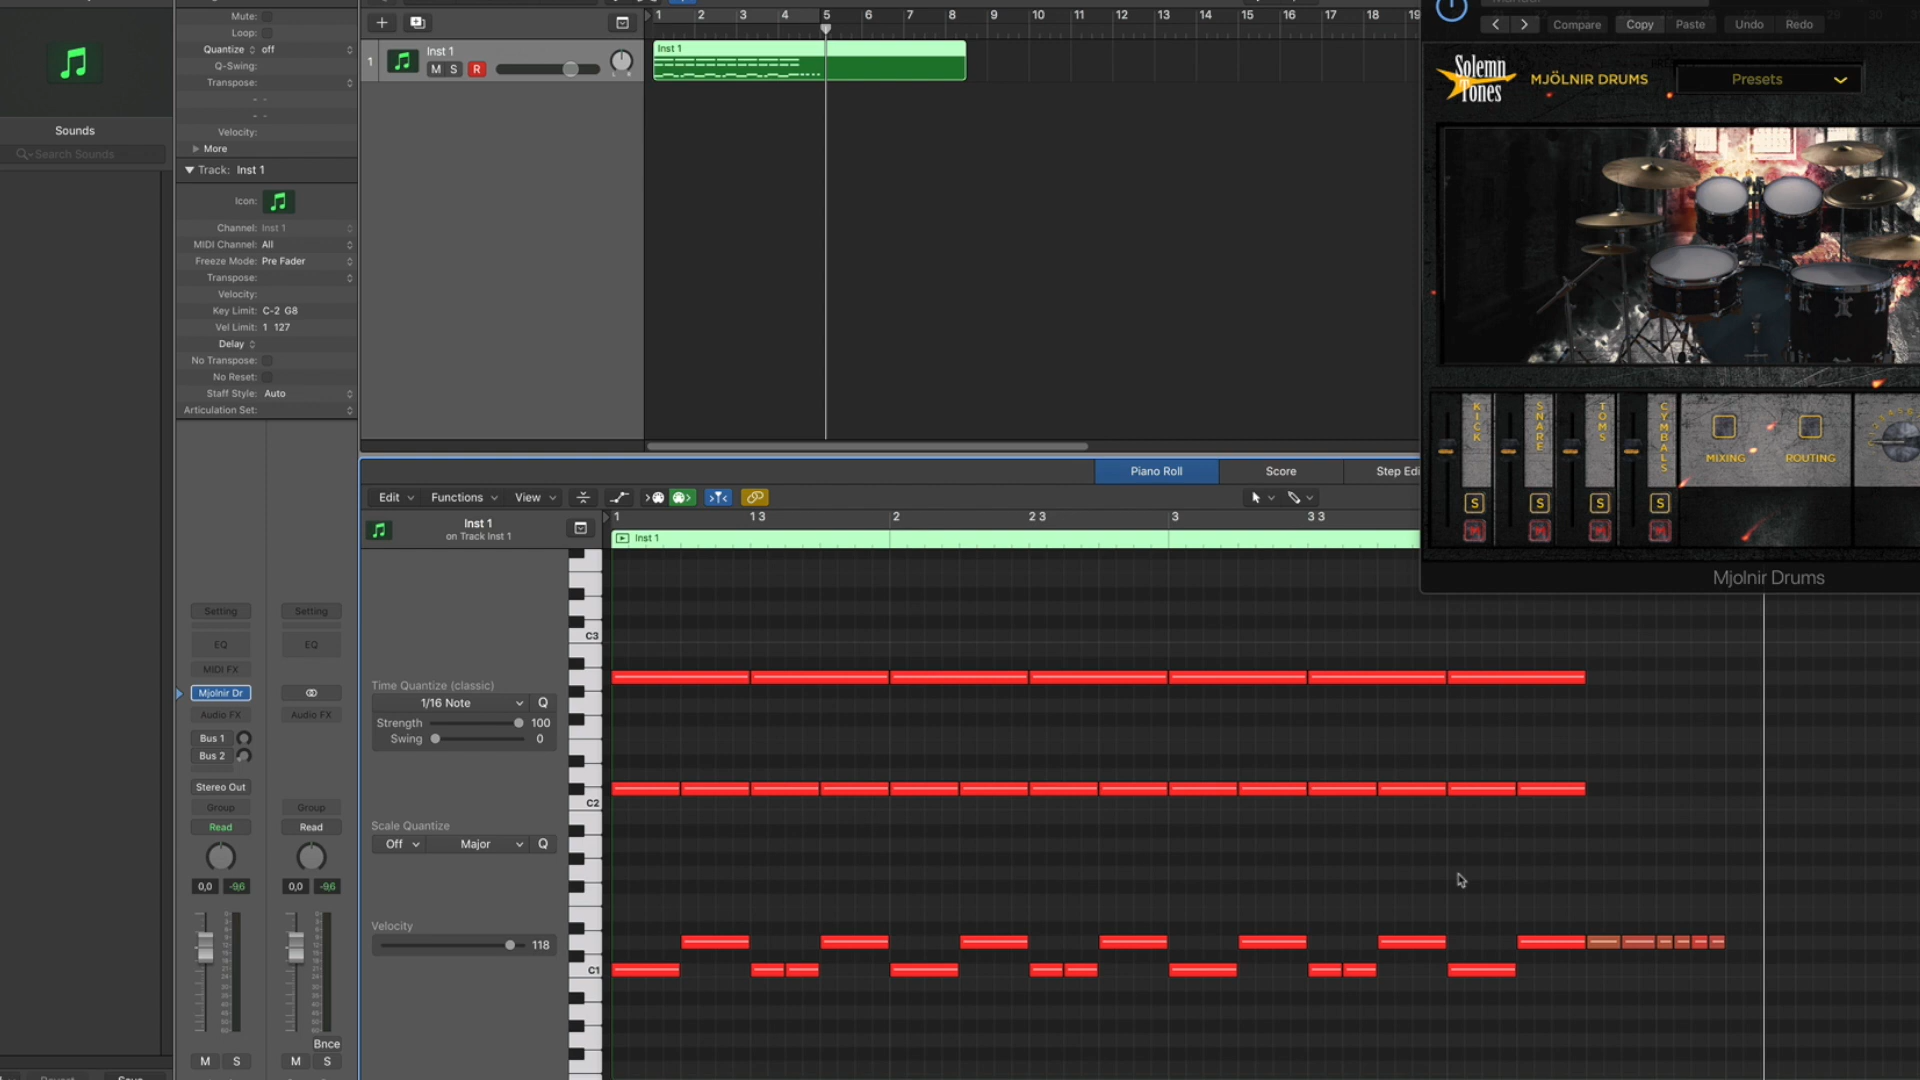 Sounds
Search Sounds
Mute:
Loop:
Quantize off
Q-Swing:
Transpose:
- -
- -
Velocity:
More
Track: Inst 1
Icon:
Channel: Inst 1
MIDI Channel: All
Freeze Mode: Pre Fader
Transpose:
Velocity:
Key Limit: C-2 G8
Vel Limit: 1 127
Delay
No Transpose:
No Reset:
Staff Style: Auto
Articulation Set:
Setting Setting
EQ EQ
MIDI FX
Mjolnir Dr
Audio FX Audio FX
Bus 1
Bus 2
Stereo Out
Group Group
Read Read
0,0 -9,6 0,0 -9,6
Bnce
M S M S
1 2 3 4 5 6 7 8 9 10 11 12 13 14 15 16 17 18 19
1
Inst 1
M S R
L R
Inst 1
Piano Roll Score Step Edi
Edit Functions View
Inst 1
on Track Inst 1
1 1 3 2 2 3 3 3 3
Inst 1
Time Quantize (classic)
1/16 Note Q
Strength 100
Swing 0
Scale Quantize
Off Major Q
Velocity
118
C3
C2
C1
Compare Copy Paste Undo Redo
Solemn Tones
MJÖLNIR DRUMS
Presets
KICK
SNARE
TOMS
CYMBALS
MIXING ROUTING
S S S S
M M M M
Mjolnir Drums